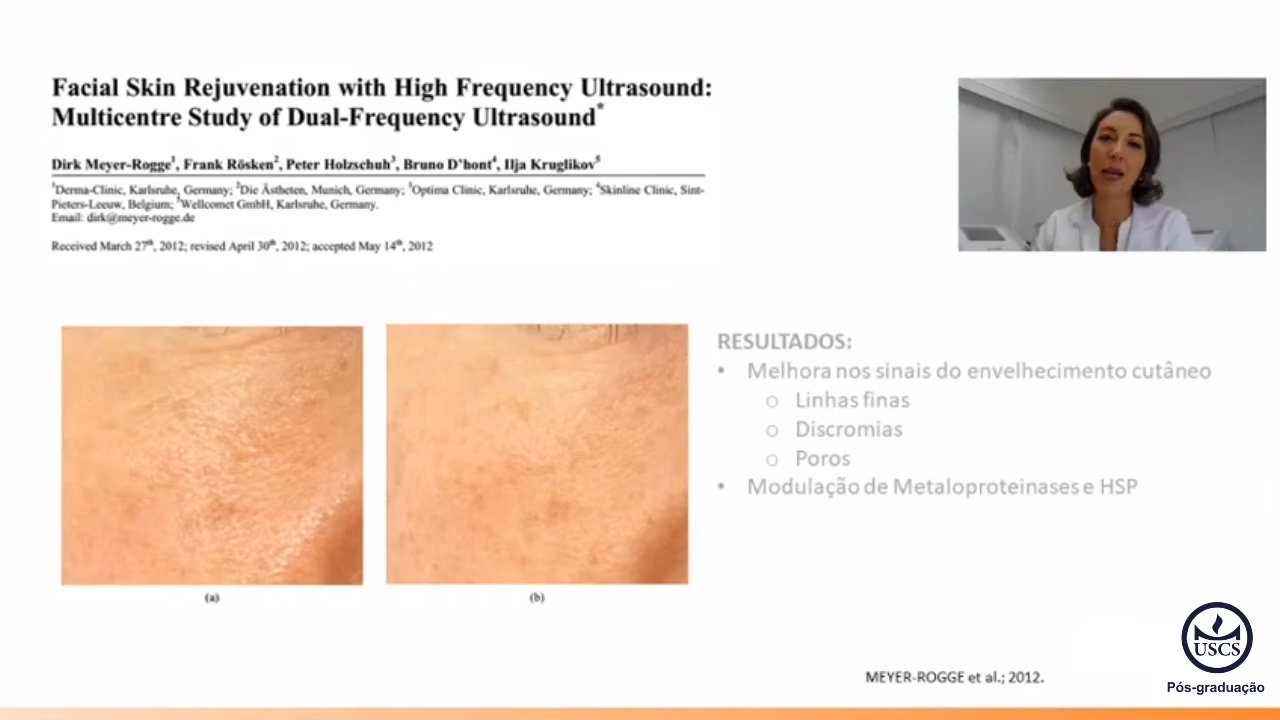 Facial Skin Rejuvenation with High Frequency Ultrasound:
Multicentre Study of Dual-Frequency Ultrasound*
Dirk Meyer-Rogge1, Frank Rösken2, Peter Holzschuh3, Bruno D’hont4, Ilja Kruglikov5
1Derma-Clinic, Karlsruhe, Germany; 2Die Ästheten, Munich, Germany; 3Optima Clinic, Karlsruhe, Germany; 4Skinline Clinic, Sint-
Pieters-Leeuw, Belgium; 5Wellcomet GmbH, Karlsruhe, Germany.
Email: dirk@meyer-rogge.de
Received March 27th, 2012; revised April 30th, 2012; accepted May 14th, 2012
RESULTADOS:
• Melhora nos sinais do envelhecimento cutâneo
o Linhas finas
o Discromias
o Poros
• Modulação de Metaloproteinases e HSP
(a)
(b)
MEYER-ROGGE et al.; 2012.
USCS
Pós-graduação